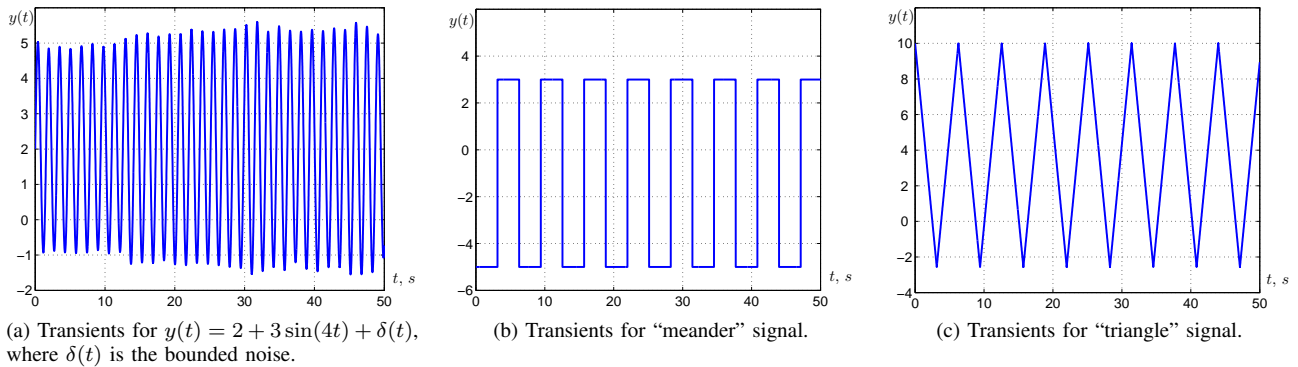 y(t)
5
4
3
2
1
0
−1
−2
0 10 20 30 40 50
t, s
(a) Transients for y(t) = 2 + 3 sin(4t) + δ(t),
where δ(t) is the bounded noise.
y(t)
4
2
0
−2
−4
−6
0 10 20 30 40 50
t, s
(b) Transients for “meander” signal.
y(t)
10
8
6
4
2
0
−2
−4
0 10 20 30 40 50
t, s
(c) Transients for “triangle” signal.